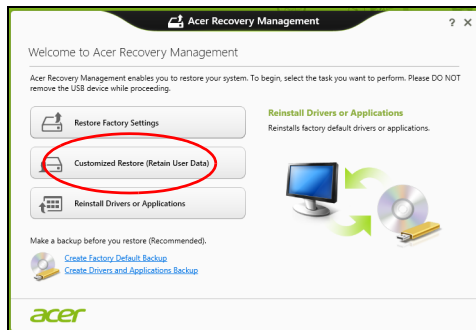 Acer Recovery Management
? ×
Welcome to Acer Recovery Management
Acer Recovery Management enables you to restore your system. To begin, select the task you want to perform. Please DO NOT
remove the USB device while proceeding.
Restore Factory Settings
Customized Restore (Retain User Data)
Reinstall Drivers or Applications
Reinstall Drivers or Applications
Reinstalls factory default drivers or applications.
Make a backup before you restore (Recommended).
Create Factory Default Backup
Create Drivers and Applications Backup
acer